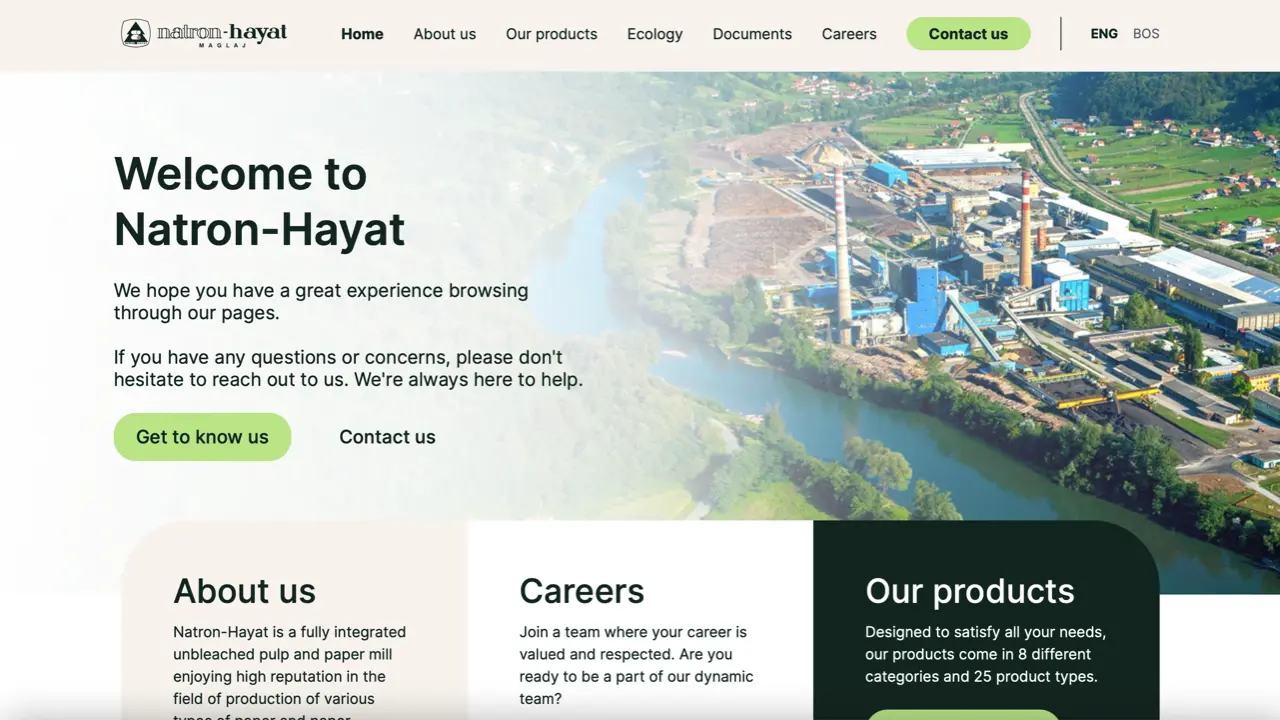 natron-hayat
MAGLAJ
Home
About us
Our products
Ecology
Documents
Careers
Contact us
ENG
BOS
Welcome to
Natron-Hayat
We hope you have a great experience browsing
through our pages.
If you have any questions or concerns, please don't
hesitate to reach out to us. We're always here to help.
Get to know us
Contact us
About us
Natron-Hayat is a fully integrated
unbleached pulp and paper mill
enjoying high reputation in the
field of production of various
types of paper and paper
Careers
Join a team where your career is
valued and respected. Are you
ready to be a part of our dynamic
team?
Our products
Designed to satisfy all your needs,
our products come in 8 different
categories and 25 product types.